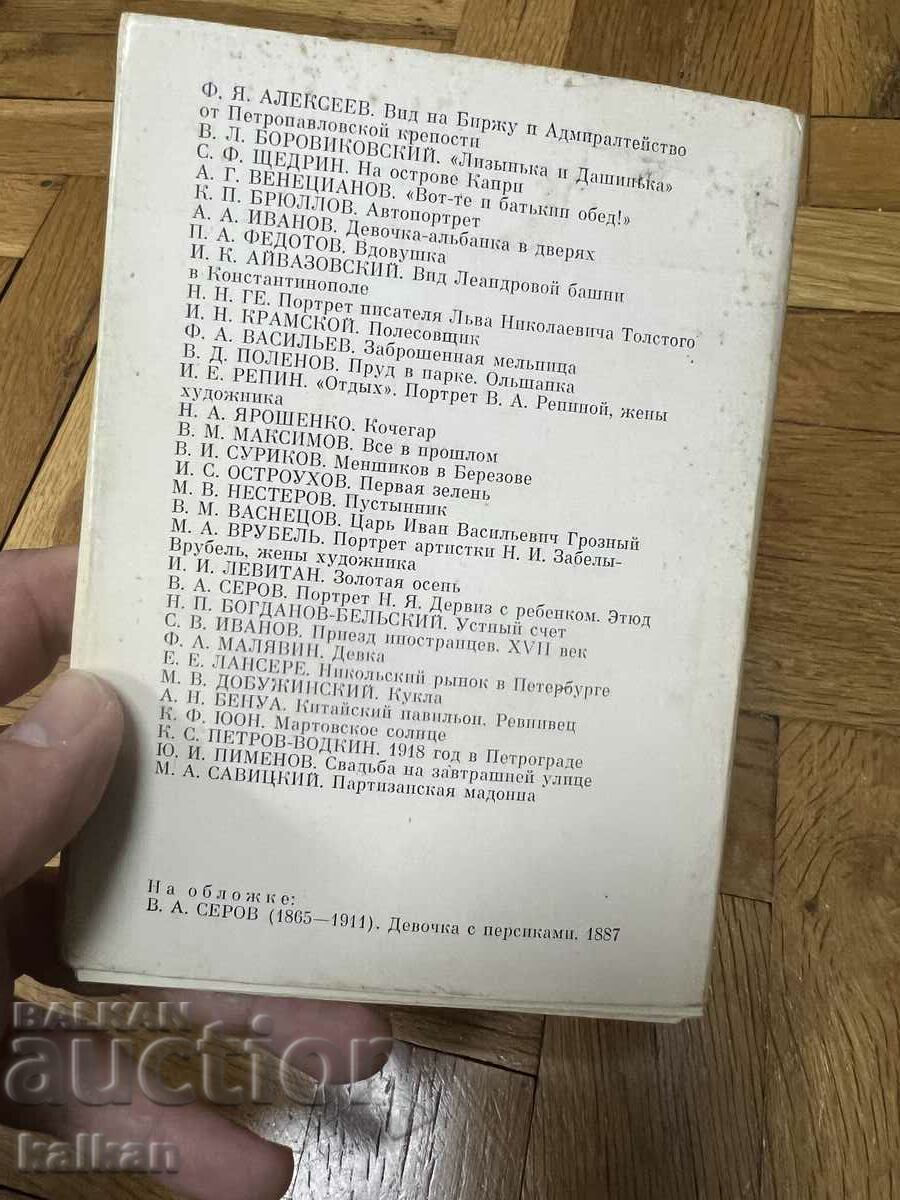 Ф. Я. АЛЕКСЕЕВ. Вид на Биржу и Адмиралтейство
от Петропавловской крепости
В. Л. БОРОВИКОВСКИЙ. «Лизынька и Дашинька»
С. Ф. ЩЕДРИН. На острове Капри
А. Г. ВЕНЕЦИАНОВ. «Вот-те и батькин обед!»
К. П. БРЮЛЛОВ. Автопортрет
А. А. ИВАНОВ. Девочка-альбанка в дверях
П. А. ФЕДОТОВ. Вдовушка
И. К. АЙВАЗОВСКИЙ. Вид Леандровой башни
в Константинополе
Н. Н. ГЕ. Портрет писателя Льва Николаевича Толстого
И. Н. КРАМСКОЙ. Полесовщик
Ф. А. ВАСИЛЬЕВ. Заброшенная мельница
В. Д. ПОЛЕНОВ. Пруд в парке. Ольшанка
И. Е. РЕПИН. «Отдых». Портрет В. А. Репиной, жены
художника
Н. А. ЯРОШЕНКО. Кочегар
В. М. МАКСИМОВ. Все в прошлом
В. И. СУРИКОВ. Меншиков в Березове
И. С. ОСТРОУХОВ. Первая зелень
М. В. НЕСТЕРОВ. Пустынник
В. М. ВАСНЕЦОВ. Царь Иван Васильевич Грозный
М. А. ВРУБЕЛЬ. Портрет артистки Н. И. Забелы-
Врубель, жены художника
И. И. ЛЕВИТАН. Золотая осень
В. А. СЕРОВ. Портрет Н. Я. Дервиз с ребенком. Этюд
Н. П. БОГДАНОВ-БЕЛЬСКИЙ. Устный счет
С. В. ИВАНОВ. Приезд иностранцев. XVII век
Ф. А. МАЛЯВИН. Девка
Е. Е. ЛАНСЕРЕ. Никольский рынок в Петербурге
М. В. ДОБУЖИНСКИЙ. Кукла
А. Н. БЕНУА. Китайский павильон. Ревнивец
К. Ф. ЮОН. Мартовское солнце
К. С. ПЕТРОВ-ВОДКИН. 1918 год в Петрограде
Ю. И. ПИМЕНОВ. Свадьба на завтрашней улице
М. А. САВИЦКИЙ. Партизанская мадонна
На обложке:
В. А. СЕРОВ (1865—1911). Девочка с персиками. 1887
BALKAN
auction
kalkan